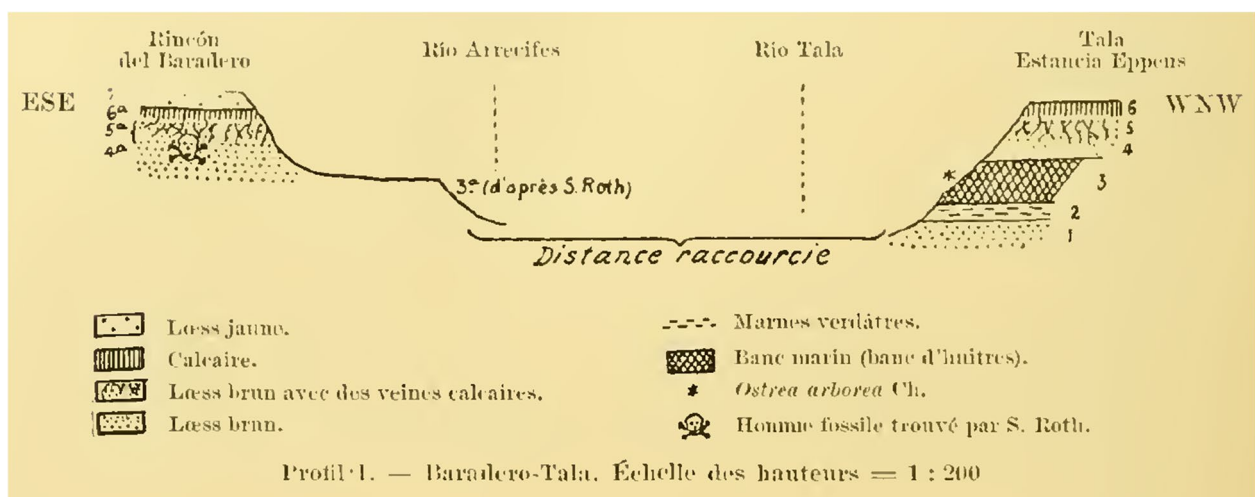 Rincón
del Baradero
Río Arrecifes
Río Tala
Tala
Estancia Eppens
ESE
WNW
6a
5a
4a
3a (d'après S. Roth)
6
5
4
3
2
1
Distance raccourcie
Lœss jaune.
Calcaire.
Lœss brun avec des veines calcaires.
Lœss brun.
Marnes verdâtres.
Banc marin (banc d'huîtres).
Ostrea arborea Ch.
Homme fossile trouvé par S. Roth.
Profil 1. — Baradero-Tala. Échelle des hauteurs = 1 : 200